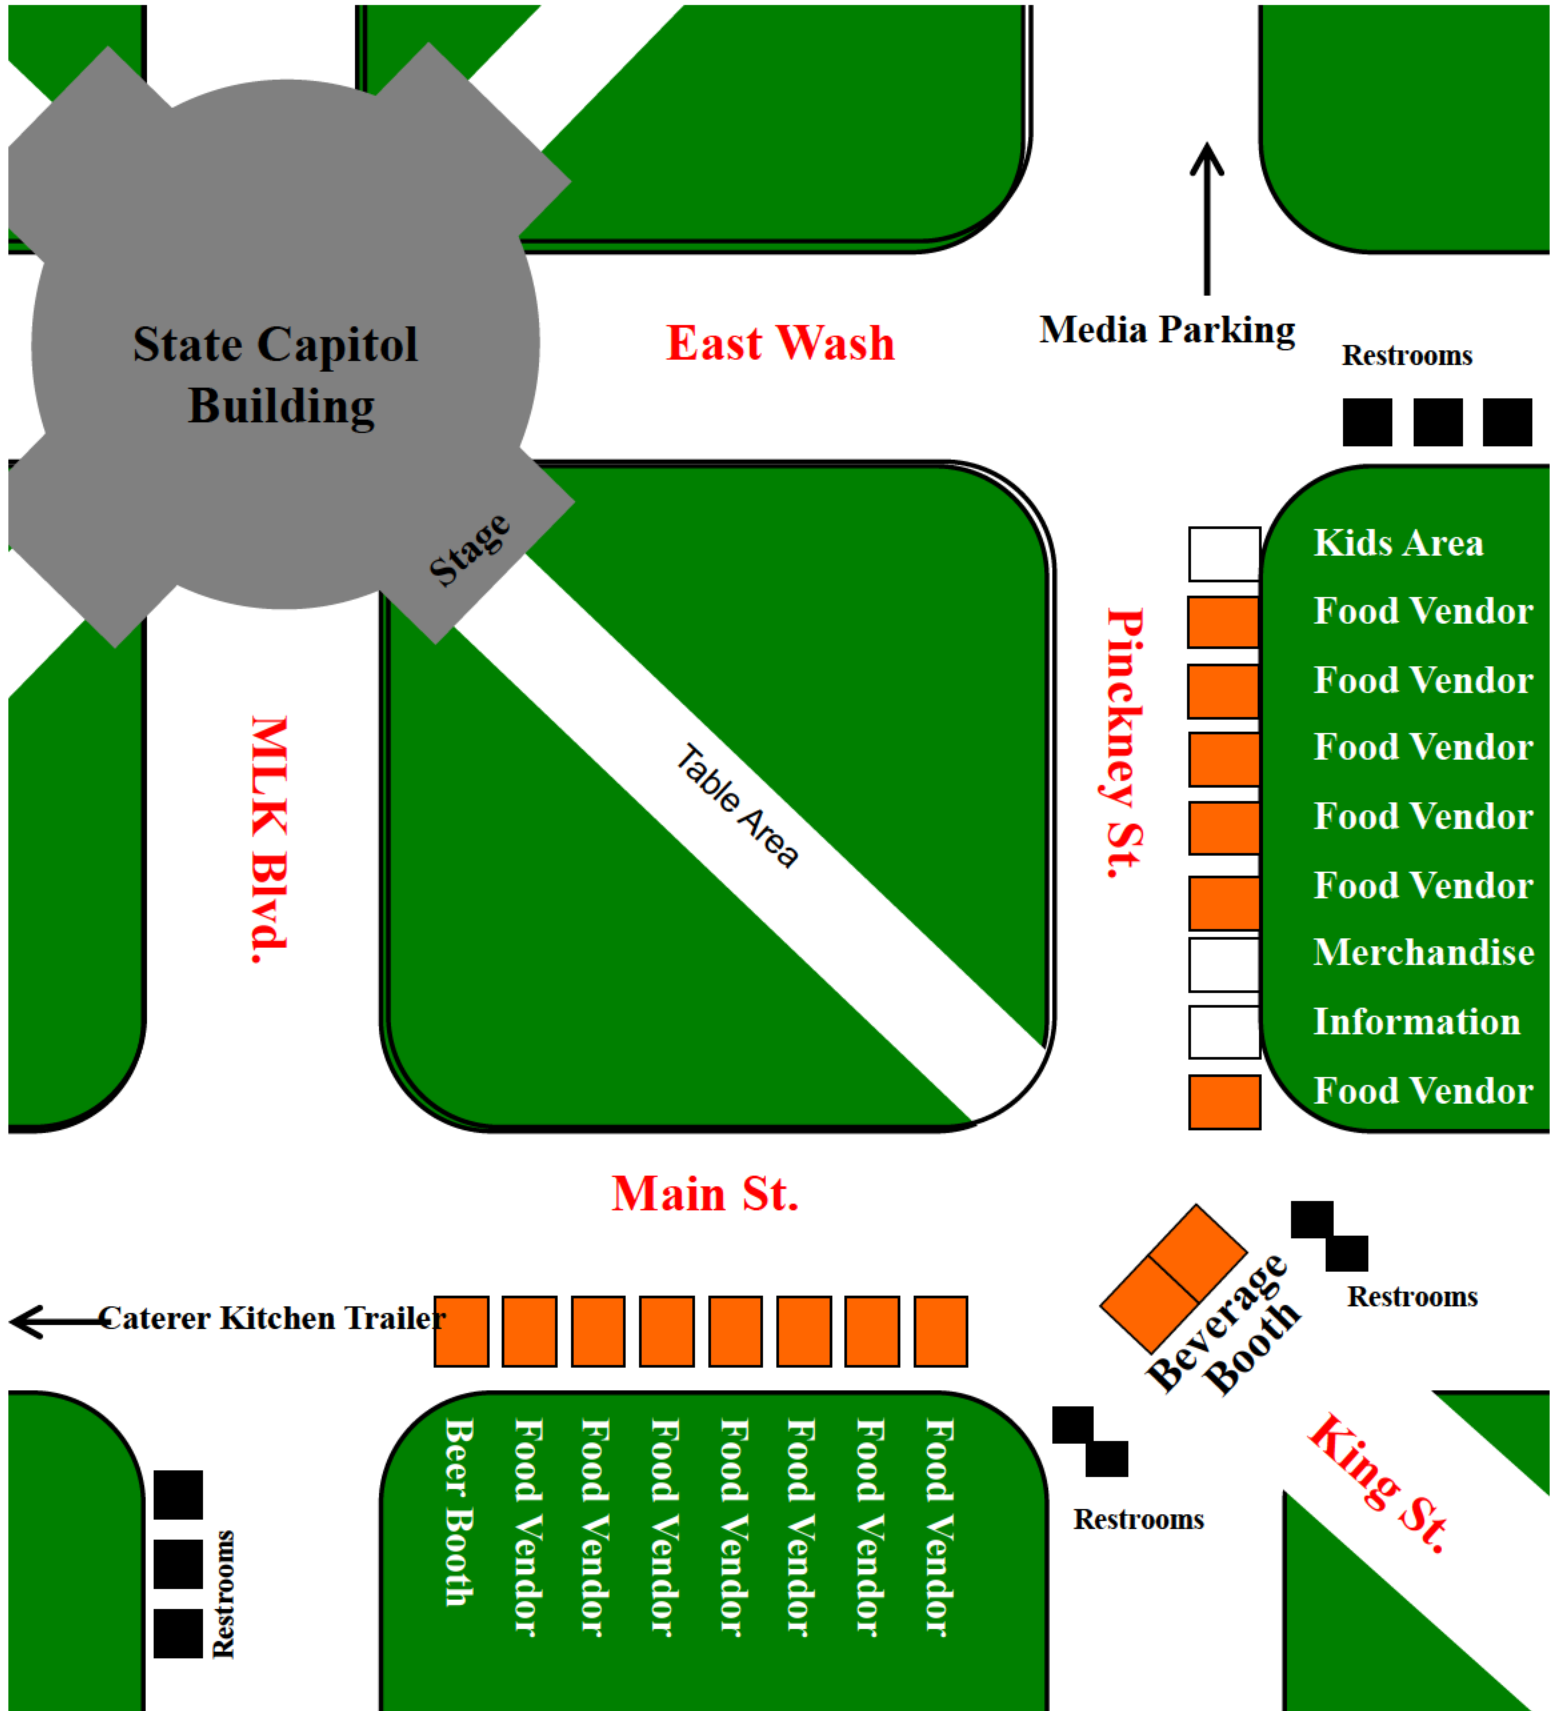 State Capitol
Building
East Wash
Media Parking
Restrooms
Stage
Kids Area
Food Vendor
Food Vendor
Food Vendor
Food Vendor
Food Vendor
Merchandise
Information
Food Vendor
Pinckney St.
MLK Blvd.
Table Area
Main St.
Caterer Kitchen Trailer
Beverage
Booth
Restrooms
King St.
Restrooms
Beer Booth
Food Vendor
Food Vendor
Food Vendor
Food Vendor
Food Vendor
Food Vendor
Food Vendor
Restrooms